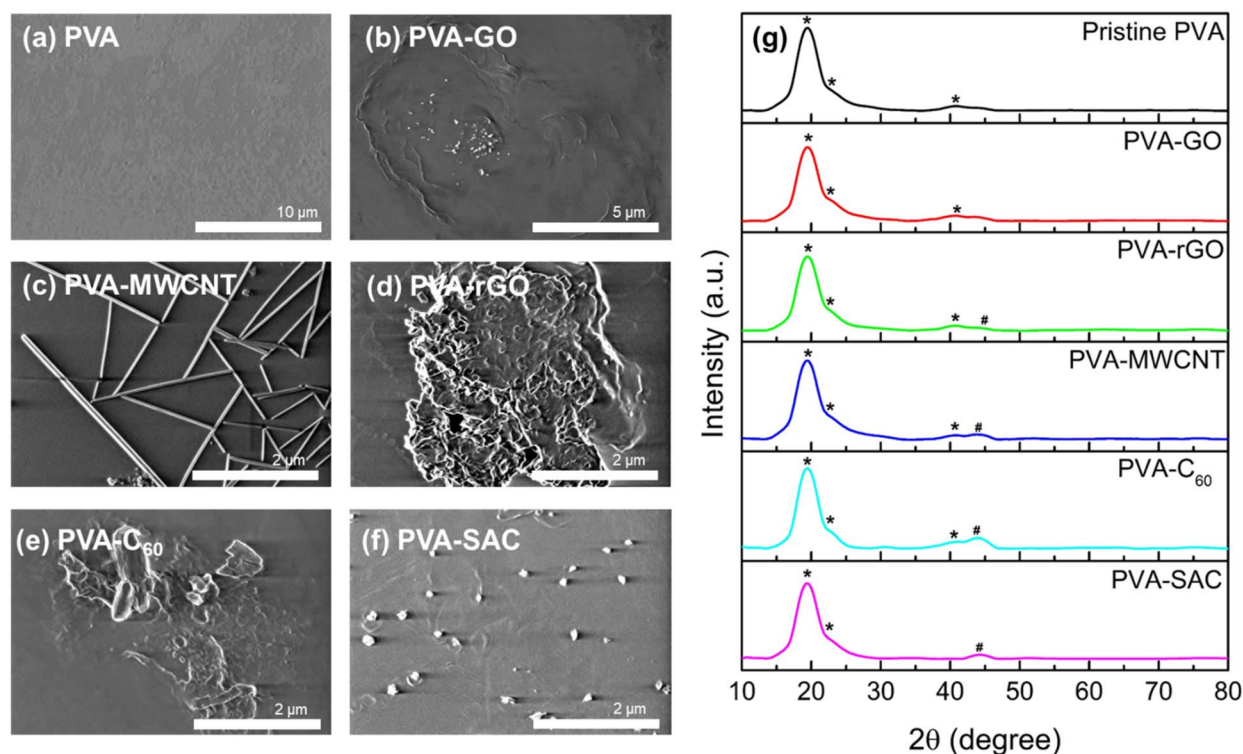 (a) PVA
10 µm
(b) PVA-GO
5 µm
(c) PVA-MWCNT
2 µm
(d) PVA-rGO
2 µm
(e) PVA-C60
2 µm
(f) PVA-SAC
2 µm
(g)
Pristine PVA
* * *
PVA-GO
* * *
PVA-rGO
* * * #
PVA-MWCNT
* * * #
PVA-C60
* * * #
PVA-SAC
* * #
Intensity (a.u.)
10 20 30 40 50 60 70 80
2θ (degree)